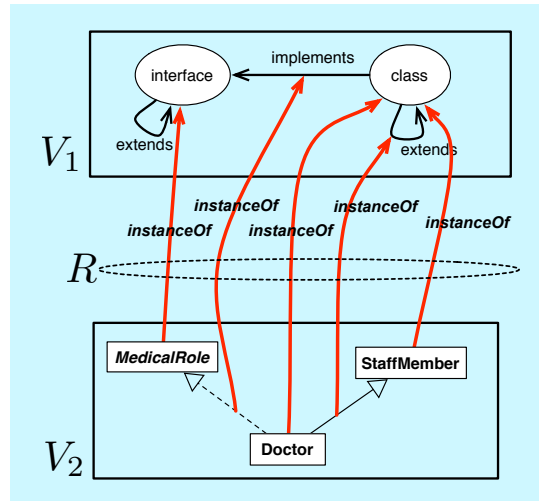 implements
interface
class
extends
extends
V1
instanceOf
instanceOf
instanceOf
instanceOf
instanceOf
R
MedicalRole
StaffMember
Doctor
V2